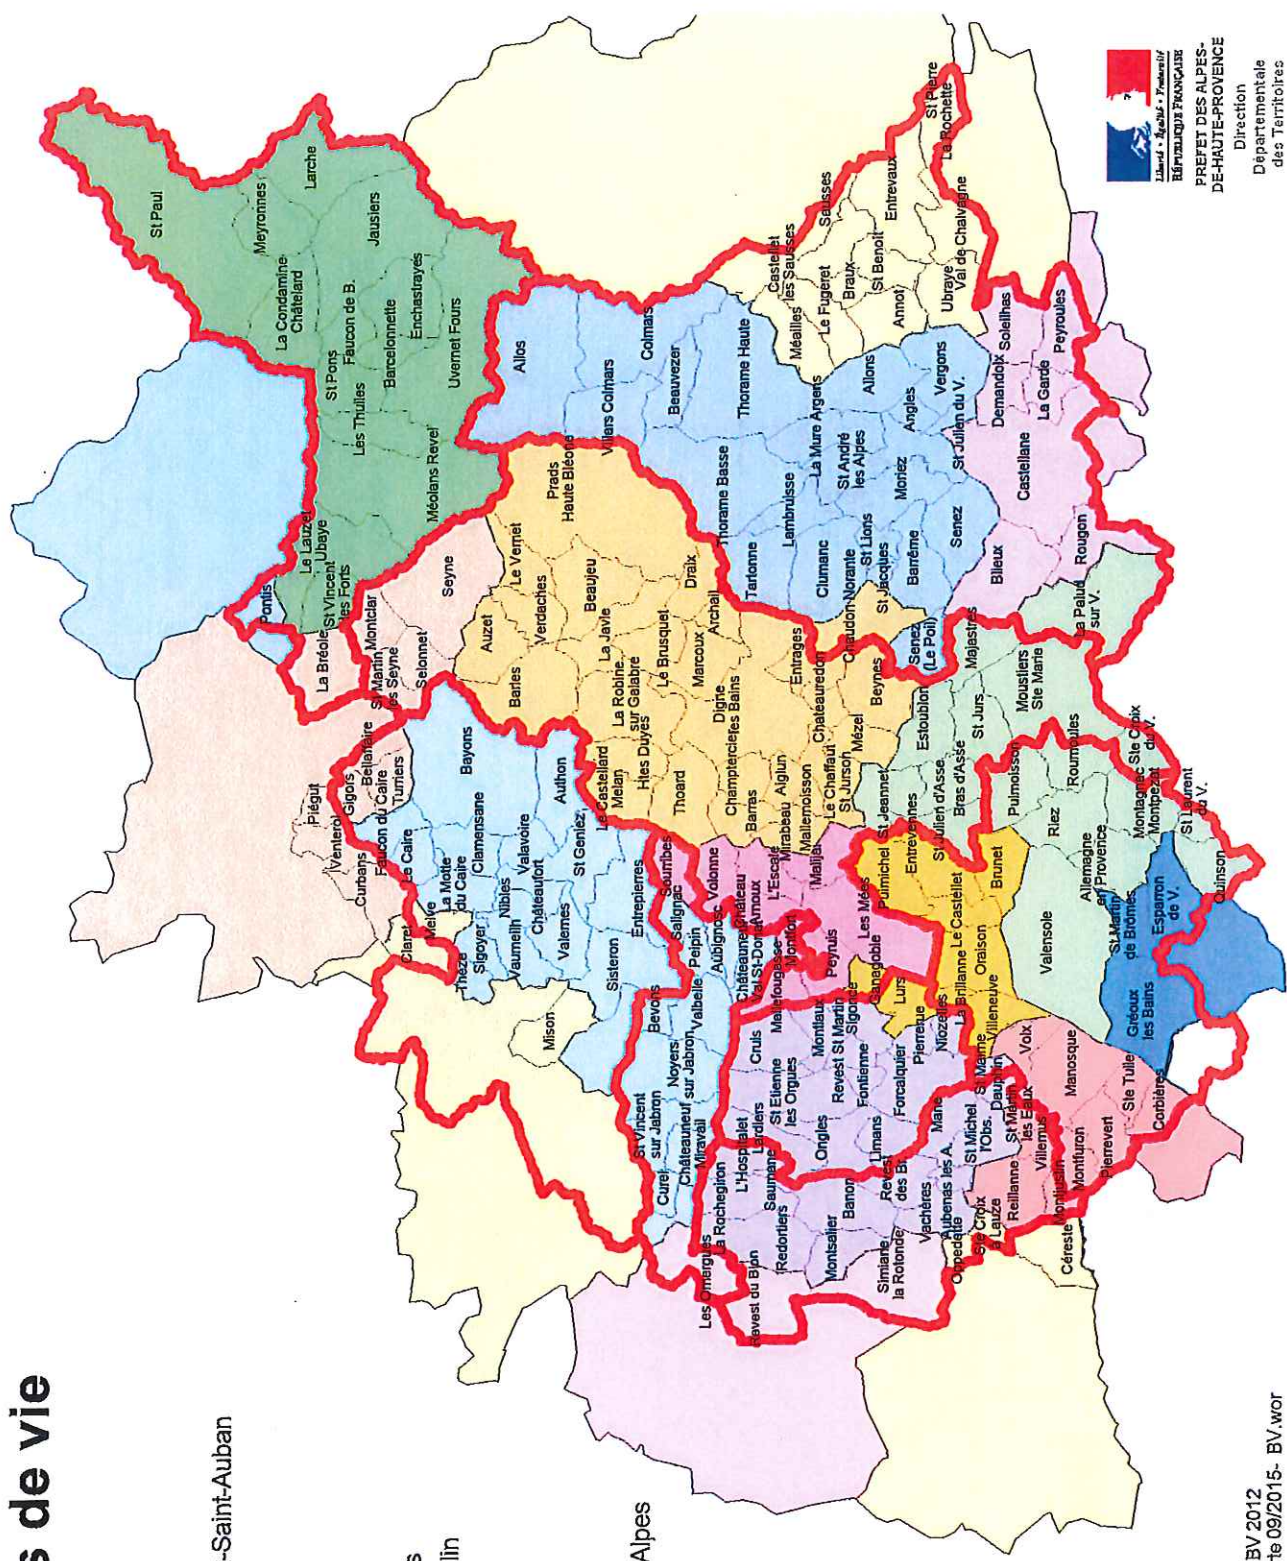 s de vie
-Saint-Auban
s
lin
Alpes
BV 2012
te 09/2015- BV.wor
Liberté • Égalité • Fraternité
RÉPUBLIQUE FRANÇAISE
PREFET DES ALPES-
DE-HAUTE-PROVENCE
Direction
Départementale
des Territoires
St Paul
Meyronnes
Larche
La Condamine
Châtelard
Jausiers
St Pons
Faucon de B.
Les Thuiles
Barcelonnette
Enchastrayes
Uvernet Fours
Méolans Revel
Le Lauzet
Ubaye
St Vincent
les Forts
Pontis
La Bréole
St Martin
les Seyne
Montclar
Selonnet
Seyne
Allos
Villars Colmars
Colmars
Beauvezer
Thorame Haute
Thorame Basse
Tartonne
Lambruisse
La Mure Argens
St André
les Alpes
Allons
Clumanc
St Lions
Moriez
Angles
Vergons
St Julien du V.
Norante
St Jacques
Barrême
Senez
Senez
(Le Poil)
Castellet
les Sausses
Méailles
Sausses
Le Fugeret
Braux
St Benoit
Entrevaux
Annot
Ubraye
Val de Chalvagne
St Pierre
La Rochette
Soleilhas
Demandolx
Peyroules
La Garde
Castellane
Blieux
Rougon
La Palud
sur V.
Prads
Haute Bléone
Le Vernet
Auzet
Verdaches
Barles
Beaujeu
La Javie
Draix
La Robine
sur Galabre
Le Brusquet
Archail
Marcoux
Hies Duyes
Le Castellard
Melan
Thoard
Digne
les Bains
Champtercier
Barras
Entrages
Mirabeau
Aiglun
Mallemoisson
Chateauredon
Chaudon
Le Chaffaut
St Jurson
Mézel
Beynes
Piégut
Venterol
Gigors
Bellaffaire
Curbans
Faucon du Caire
Turriers
Le Caire
Claret
Melve
La Motte
du Caire
Bayons
Clamensane
Thèze
Sigoyer
Nibles
Valavoire
Authon
Vaumeilh
Châteaufort
St Geniez
Valernes
Sisteron
Entrepierres
Mison
Bevons
St Vincent
sur Jabron
Noyers
sur Jabron
Valbelle
Curel
Châteauneuf
Miravail
Les Omergues
Salignac
Peipin
Aubignosc
Sourribes
Volonne
Château
Arnoux
L'Escale
Châteauneuf
Val-St-Donat
Montfort
Mallefougasse
Malijai
Peyruis
Les Mées
Ganagobie
Lurs
Cruis
Montlaux
St Etienne
les Orgues
Revest St Martin
Sigonce
L'Hospitalet
Lardiers
La Rochegiron
Saumane
Ongles
Fontienne
Pierrerue
Forcalquier
Niozelles
Limans
Redortiers
Banon
Revest
des Br.
Mane
Revest du Bion
Montsalier
Simiane
la Rotonde
Vachères
Aubenas les A.
Oppedette
St Michel
l'Obs.
Dauphin
St Maime
Villeneuve
La Brillanne
Oraison
Le Castellet
Puimichel
Entrevennes
Brunet
Volx
Manosque
St Martin
les Eaux
Ste Croix
à Lauze
Reillanne
Villemus
Montjustin
Montfuron
Pierrevert
Ste Tulle
Corbières
Céreste
Valensole
St Jeannet
St Julien d'Asse
Bras d'Asse
Estoublon
St Jurs
Majastres
Moustiers
Ste Marie
Puimoisson
Riez
Roumoules
Allemagne
en Provence
Montagnac
Montpezat
Ste Croix
du V.
St Laurent
du V.
Quinson
St Martin
de Brômes
Esparron
de V.
Gréoux
les Bains